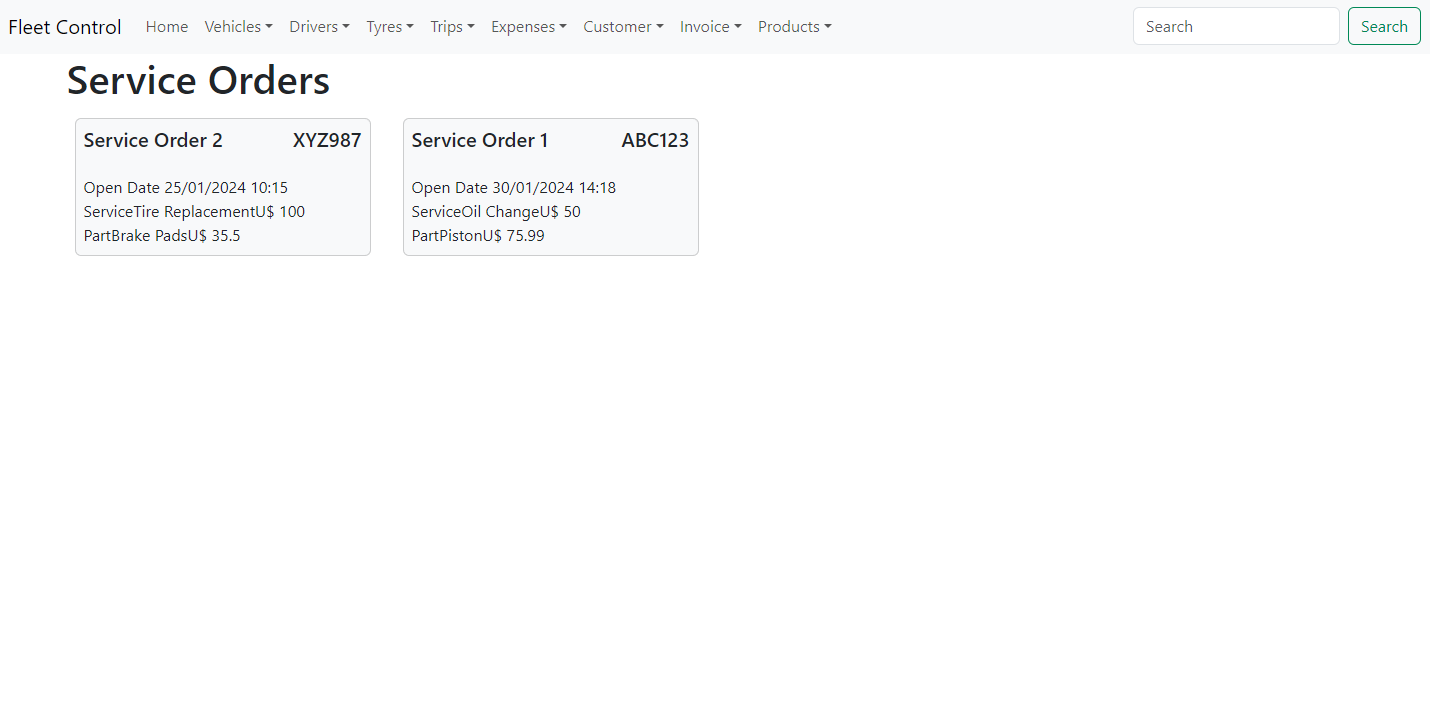 Fleet Control Home Vehicles Drivers Tyres Trips Expenses Customer Invoice Products Search Search
Service Orders
Service Order 2 XYZ987
Open Date 25/01/2024 10:15
ServiceTire ReplacementU$ 100
PartBrake PadsU$ 35.5
Service Order 1 ABC123
Open Date 30/01/2024 14:18
ServiceOil ChangeU$ 50
PartPistonU$ 75.99